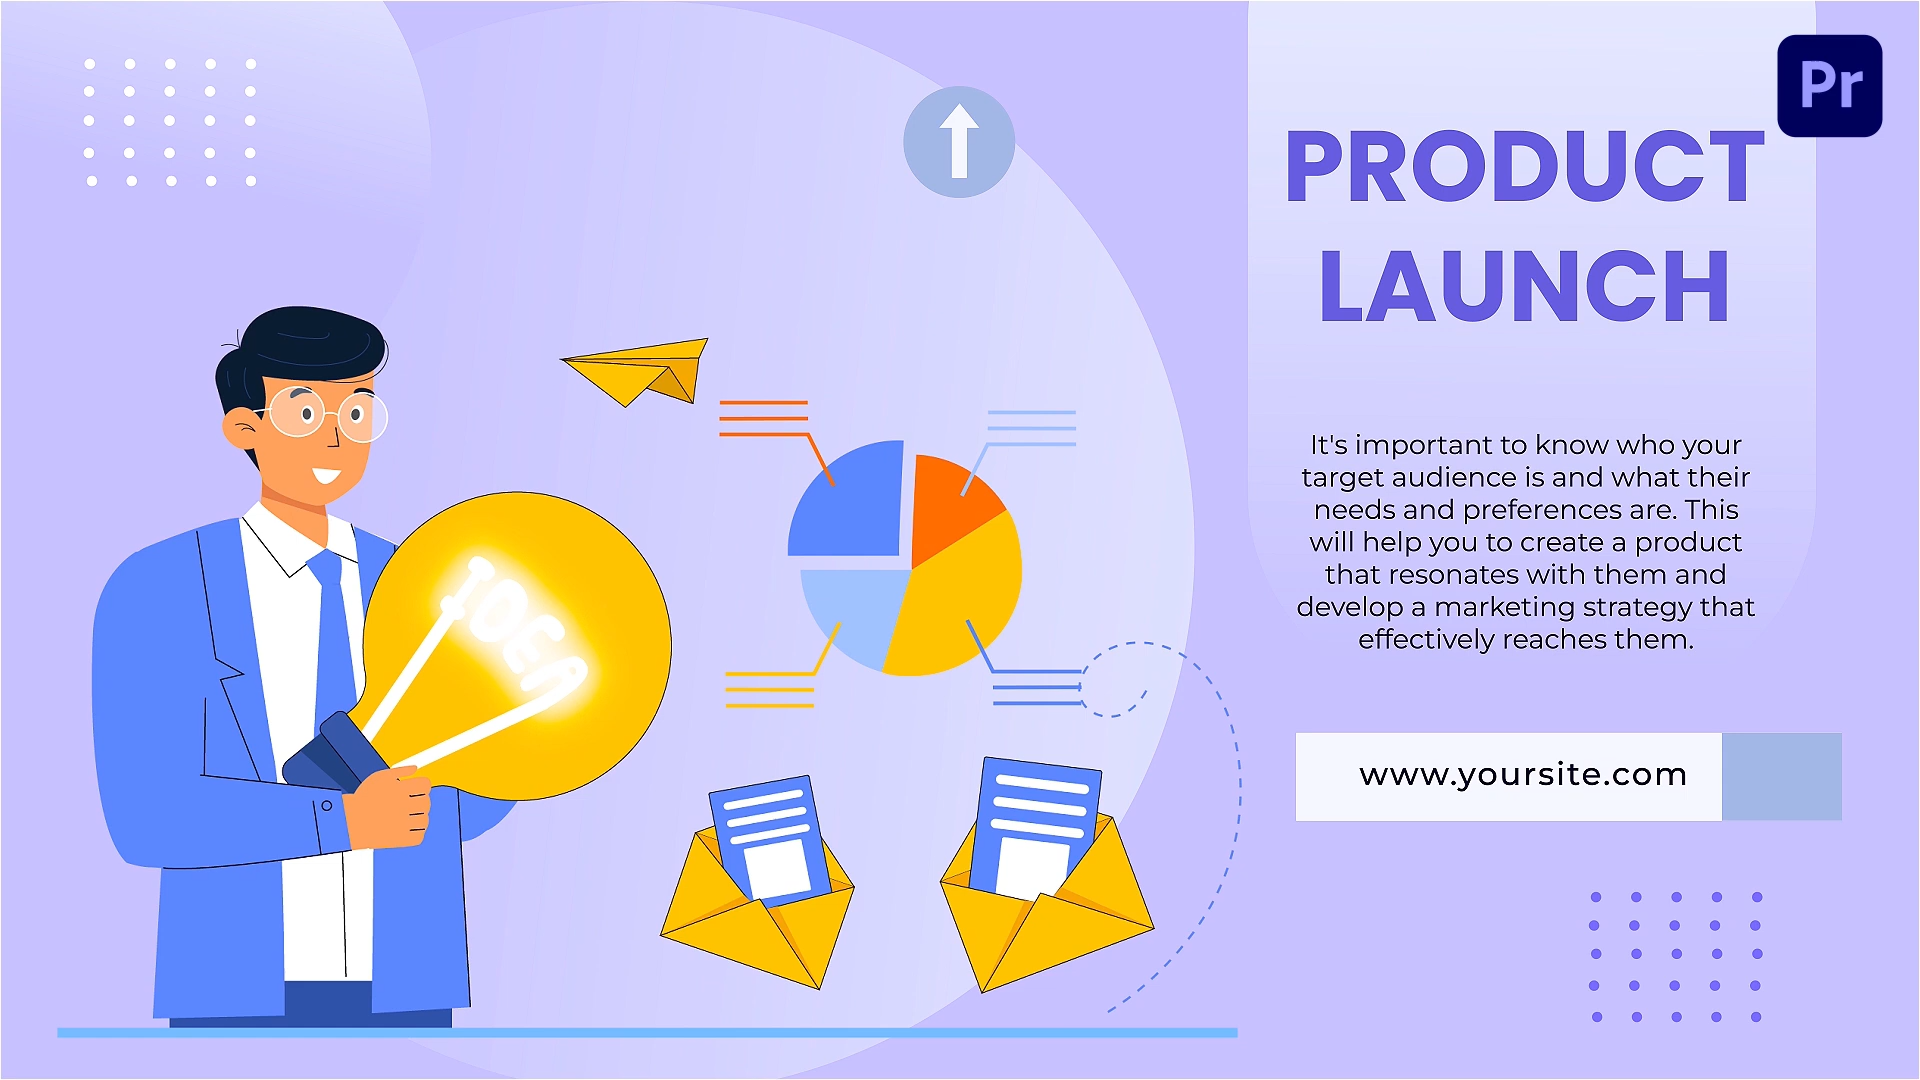 Pr
PRODUCT
LAUNCH
It's important to know who your
target audience is and what their
needs and preferences are. This
will help you to create a product
that resonates with them and
develop a marketing strategy that
effectively reaches them.
www.yoursite.com
IDEA